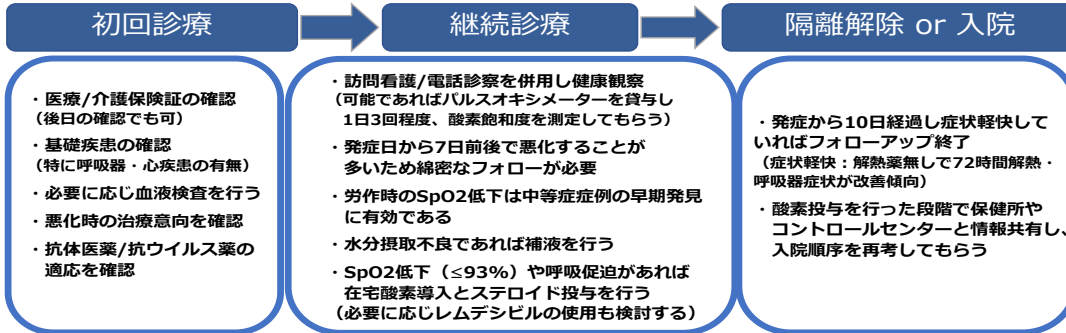 初回診療
継続診療
隔離解除 or 入院
・医療/介護保険証の確認
（後日の確認でも可）
・基礎疾患の確認
（特に呼吸器・心疾患の有無）
・必要に応じ血液検査を行う
・悪化時の治療意向を確認
・抗体医薬/抗ウイルス薬の
適応を確認
・訪問看護/電話診察を併用し健康観察
（可能であればパルスオキシメーターを貸与し
1日3回程度、酸素飽和度を測定してもらう）
・発症日から7日前後で悪化することが
多いため綿密なフォローが必要
・労作時のSpO2低下は中等症症例の早期発見
に有効である
・水分摂取不良であれば補液を行う
・SpO2低下（≤93%）や呼吸促迫があれば
在宅酸素導入とステロイド投与を行う
（必要に応じレムデシビルの使用も検討する）
・発症から10日経過し症状軽快して
いればフォローアップ終了
（症状軽快：解熱薬無しで72時間解熱・
呼吸器症状が改善傾向）
・酸素投与を行った段階で保健所や
コントロールセンターと情報共有し、
入院順序を再考してもらう